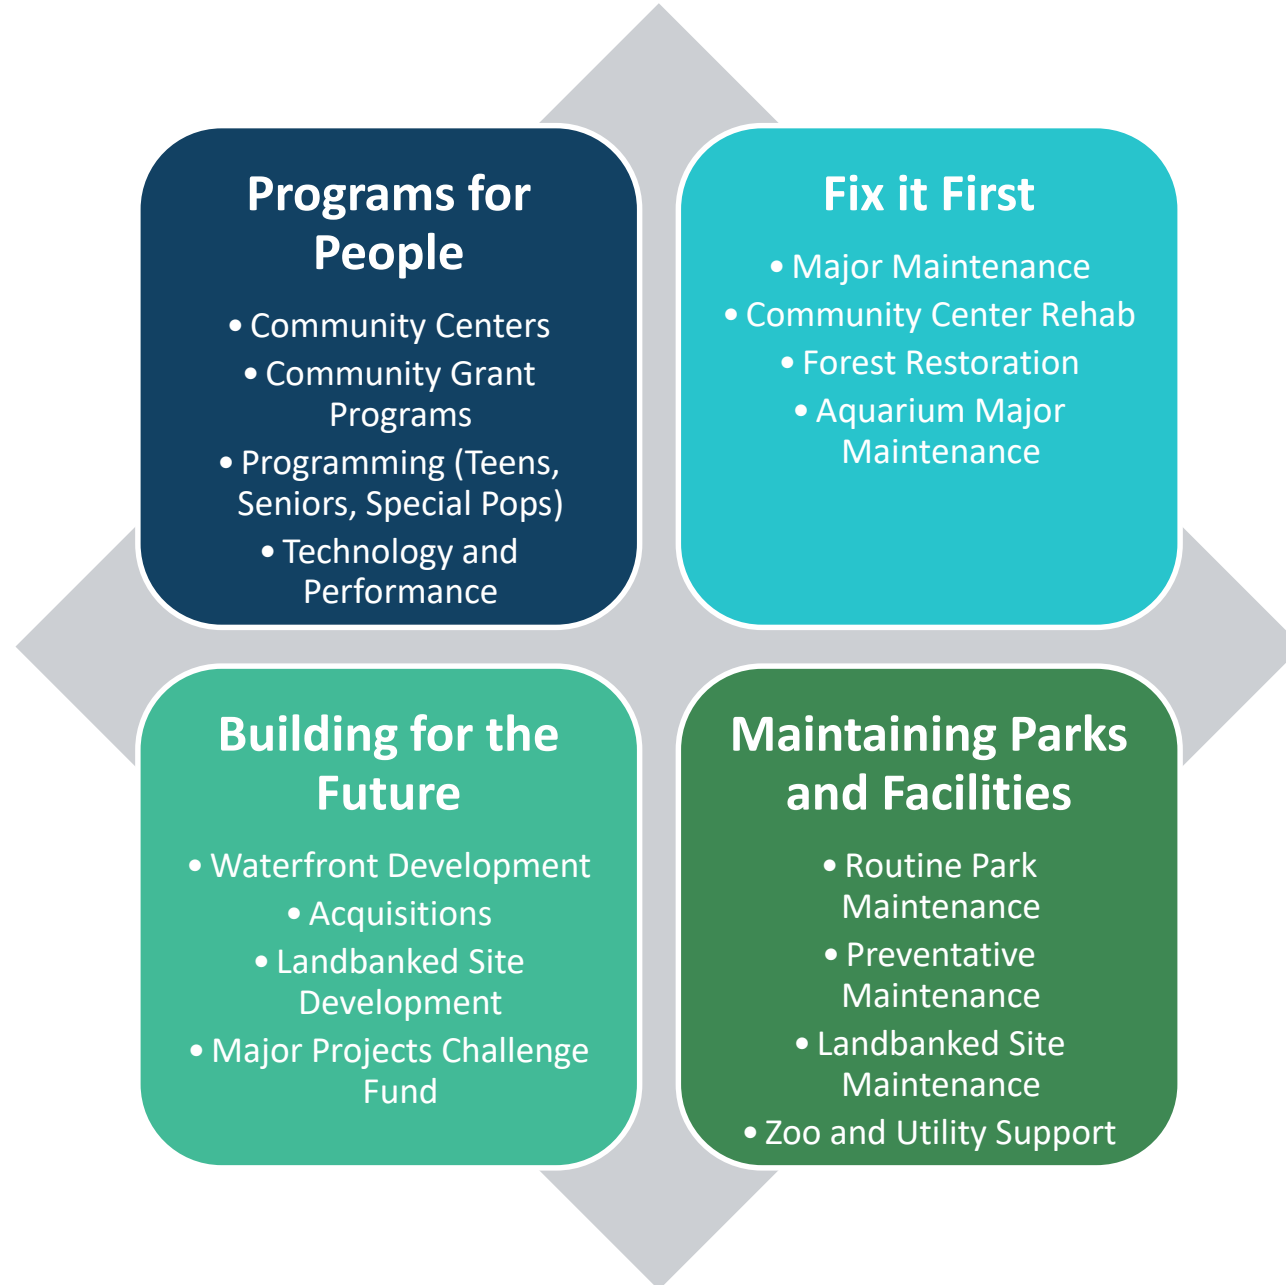 Programs for
People
• Community Centers
• Community Grant
Programs
• Programming (Teens,
Seniors, Special Pops)
• Technology and
Performance
Fix it First
• Major Maintenance
• Community Center Rehab
• Forest Restoration
• Aquarium Major
Maintenance
Building for the
Future
• Waterfront Development
• Acquisitions
• Landbanked Site
Development
• Major Projects Challenge
Fund
Maintaining Parks
and Facilities
• Routine Park
Maintenance
• Preventative
Maintenance
• Landbanked Site
Maintenance
• Zoo and Utility Support